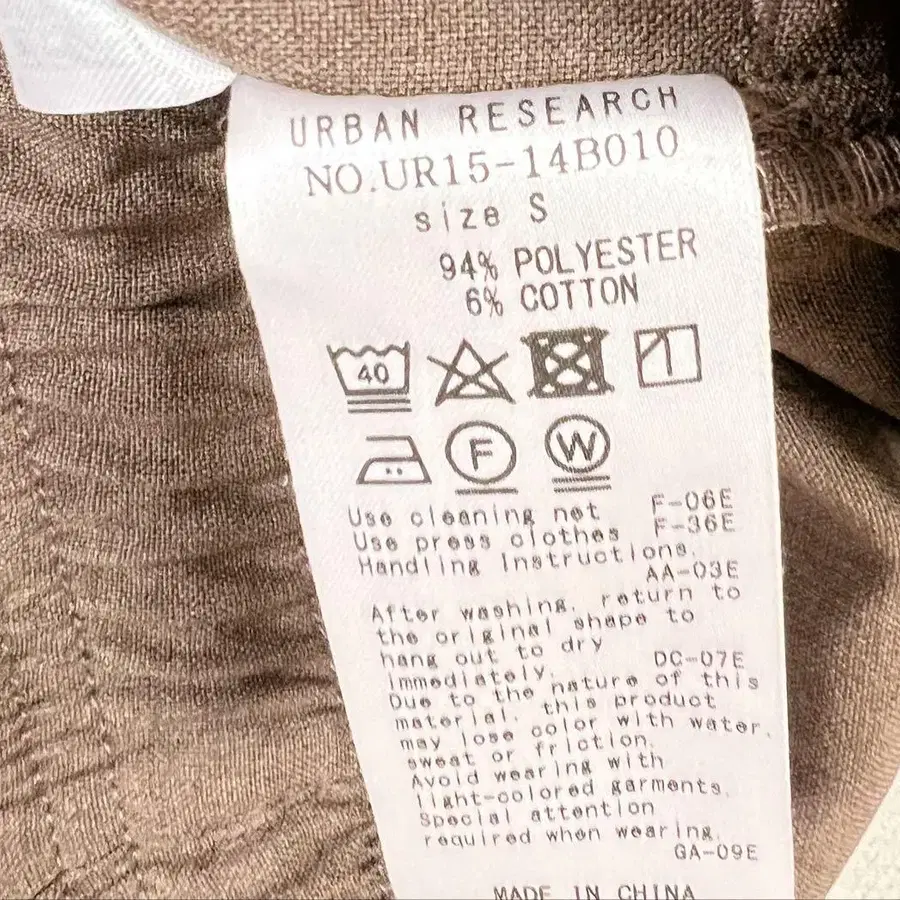 URBAN RESEARCH
NO.UR15-14B010
size S
94% POLYESTER
6% COTTON
40
F W
Use cleaning net F-06E
Use press clothes F-36E
Handling Instructions.
AA-03E
After washing, return to
the original shape to
hang out to dry
immediately. DC-07E
Due to the nature of this
material, this product
may lose color with water,
sweat or friction.
Avoid wearing with
light-colored garments.
Special attention
required when wearing.
GA-09E
MADE IN CHINA